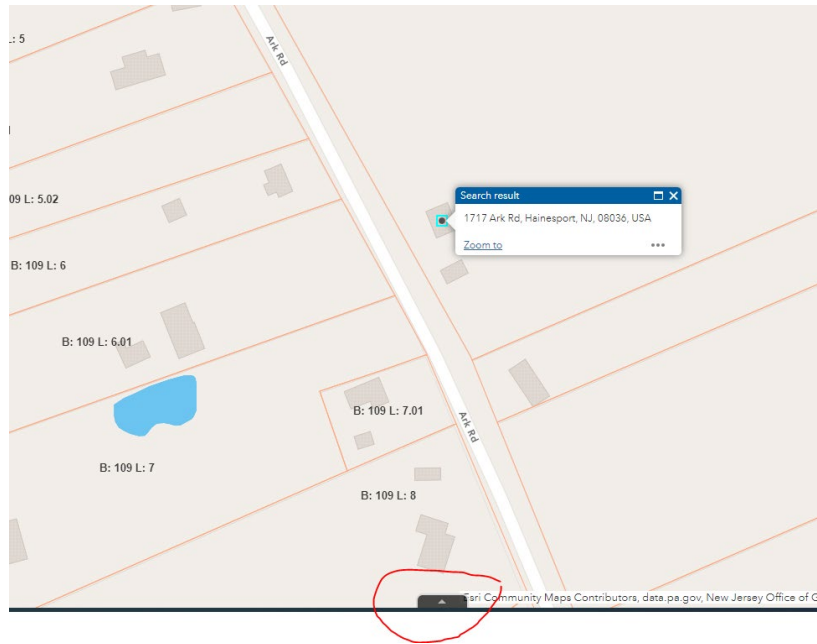 .: 5
Ark Rd
09 L: 5.02
Search result
1717 Ark Rd, Hainesport, NJ, 08036, USA
Zoom to
B: 109 L: 6
B: 109 L: 6.01
B: 109 L: 7.01
Ark Rd
B: 109 L: 7
B: 109 L: 8
Esri Community Maps Contributors, data.pa.gov, New Jersey Office of G